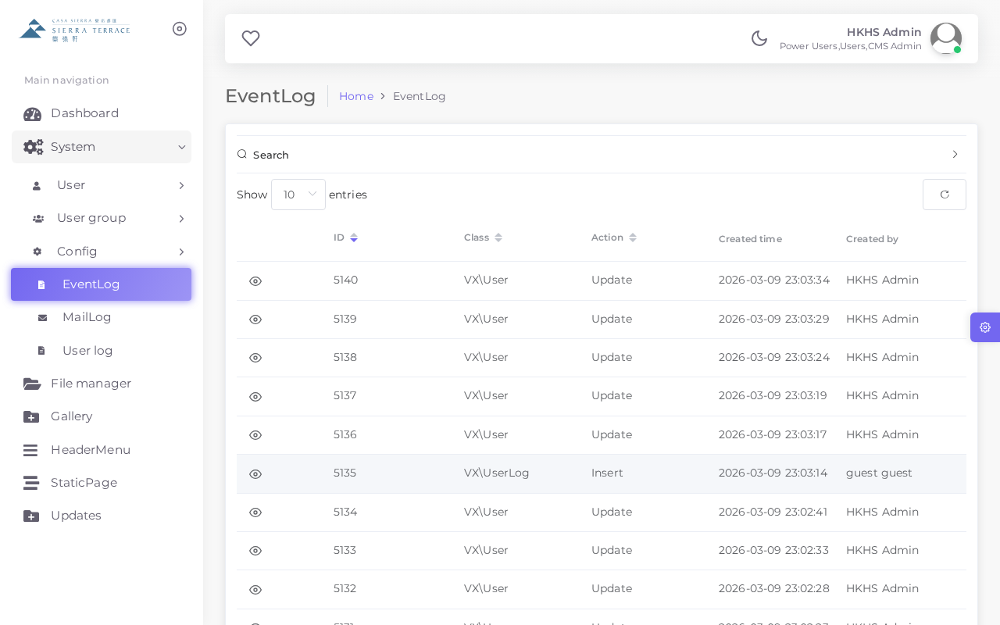 CASA SIERRA 樂嶺都匯
SIERRA TERRACE
樂嶺軒
Main navigation
Dashboard
System
User
User group
Config
EventLog
MailLog
User log
File manager
Gallery
HeaderMenu
StaticPage
Updates
HKHS Admin
Power Users,Users,CMS Admin
EventLog
Home > EventLog
Search
Show 10 entries
ID Class Action Created time Created by
5140 VX\User Update 2026-03-09 23:03:34 HKHS Admin
5139 VX\User Update 2026-03-09 23:03:29 HKHS Admin
5138 VX\User Update 2026-03-09 23:03:24 HKHS Admin
5137 VX\User Update 2026-03-09 23:03:19 HKHS Admin
5136 VX\User Update 2026-03-09 23:03:17 HKHS Admin
5135 VX\UserLog Insert 2026-03-09 23:03:14 guest guest
5134 VX\User Update 2026-03-09 23:02:41 HKHS Admin
5133 VX\User Update 2026-03-09 23:02:33 HKHS Admin
5132 VX\User Update 2026-03-09 23:02:28 HKHS Admin